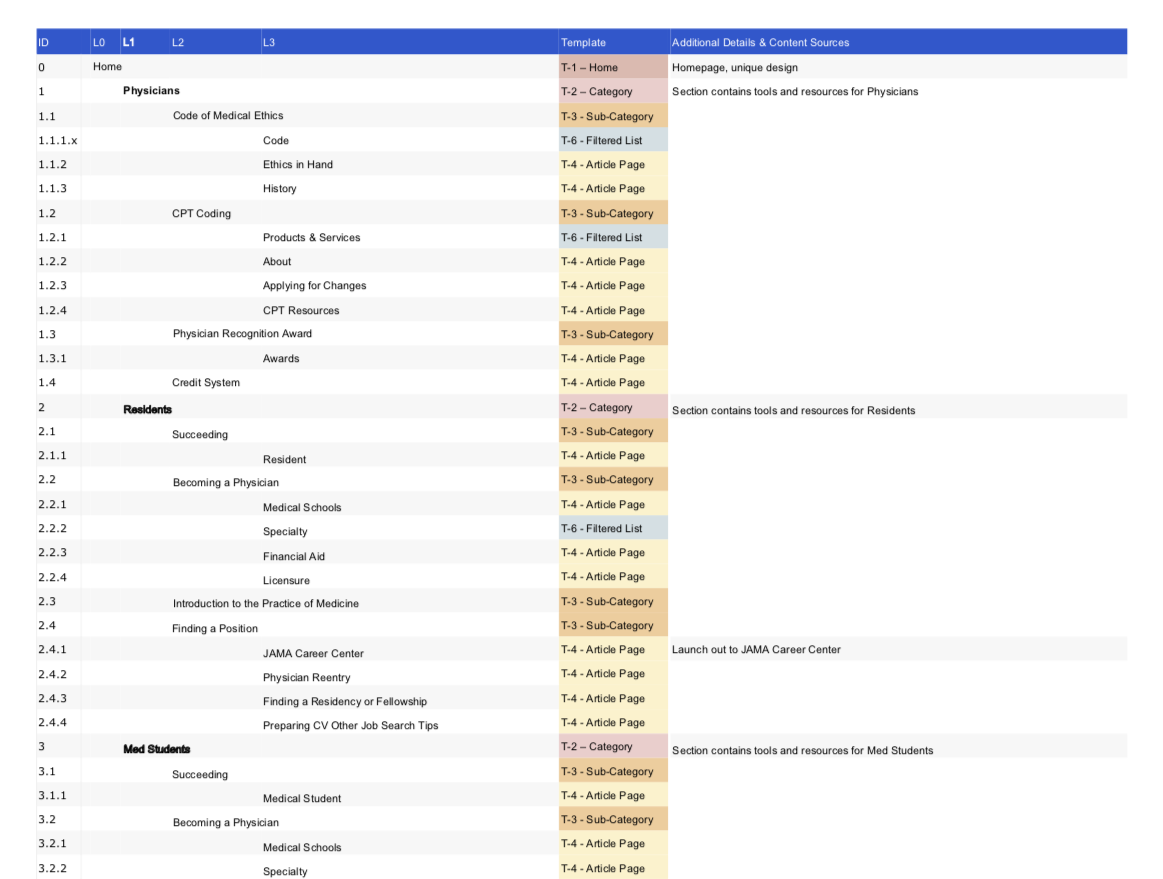 ID L0 L1 L2 L3 Template Additional Details & Content Sources
0 Home T-1 – Home Homepage, unique design
1 Physicians T-2 – Category Section contains tools and resources for Physicians
1.1 Code of Medical Ethics T-3 - Sub-Category
1.1.1.x Code T-6 - Filtered List
1.1.2 Ethics in Hand T-4 - Article Page
1.1.3 History T-4 - Article Page
1.2 CPT Coding T-3 - Sub-Category
1.2.1 Products & Services T-6 - Filtered List
1.2.2 About T-4 - Article Page
1.2.3 Applying for Changes T-4 - Article Page
1.2.4 CPT Resources T-4 - Article Page
1.3 Physician Recognition Award T-3 - Sub-Category
1.3.1 Awards T-4 - Article Page
1.4 Credit System T-4 - Article Page
2 Residents T-2 – Category Section contains tools and resources for Residents
2.1 Succeeding T-3 - Sub-Category
2.1.1 Resident T-4 - Article Page
2.2 Becoming a Physician T-3 - Sub-Category
2.2.1 Medical Schools T-4 - Article Page
2.2.2 Specialty T-6 - Filtered List
2.2.3 Financial Aid T-4 - Article Page
2.2.4 Licensure T-4 - Article Page
2.3 Introduction to the Practice of Medicine T-3 - Sub-Category
2.4 Finding a Position T-3 - Sub-Category
2.4.1 JAMA Career Center T-4 - Article Page Launch out to JAMA Career Center
2.4.2 Physician Reentry T-4 - Article Page
2.4.3 Finding a Residency or Fellowship T-4 - Article Page
2.4.4 Preparing CV Other Job Search Tips T-4 - Article Page
3 Med Students T-2 – Category Section contains tools and resources for Med Students
3.1 Succeeding T-3 - Sub-Category
3.1.1 Medical Student T-4 - Article Page
3.2 Becoming a Physician T-3 - Sub-Category
3.2.1 Medical Schools T-4 - Article Page
3.2.2 Specialty T-4 - Article Page